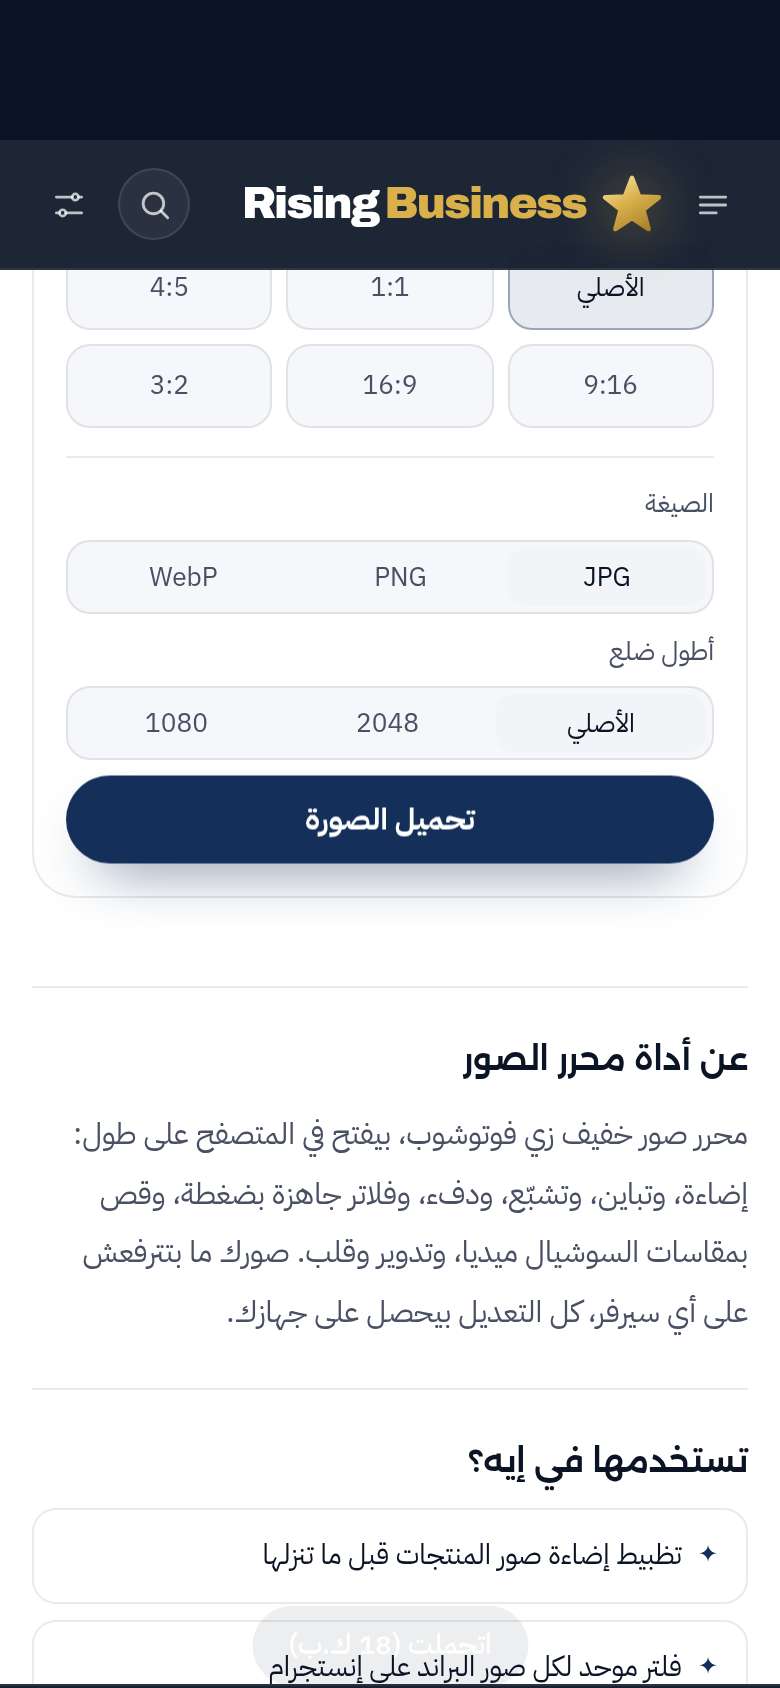 Rising Business
الأصلي
1:1
4:5
9:16
16:9
3:2
الصيغة
JPG
PNG
WebP
أطول ضلع
الأصلي
2048
1080
تحميل الصورة
عن أداة محرر الصور
محرر صور خفيف زي فوتوشوب، بيفتح في المتصفح على طول:
إضاءة، وتباين، وتشبّع، ودفء، وفلاتر جاهزة بضغطة، وقص
بمقاسات السوشيال ميديا، وتدوير وقلب. صورك ما بتترفعش
على أي سيرفر، كل التعديل بيحصل على جهازك.
تستخدمها في إيه؟
تظبيط إضاءة صور المنتجات قبل ما تنزلها
اتحملت (18 ك.ب)
فلتر موحد لكل صور البراند على إنستجرام